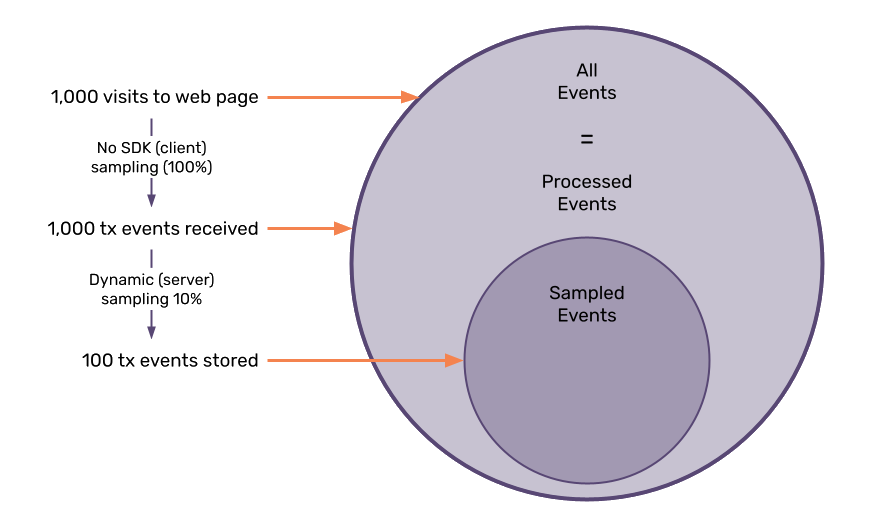 1,000 visits to web page
No SDK (client)
sampling (100%)
1,000 tx events received
Dynamic (server)
sampling 10%
100 tx events stored
All
Events
=
Processed
Events
Sampled
Events